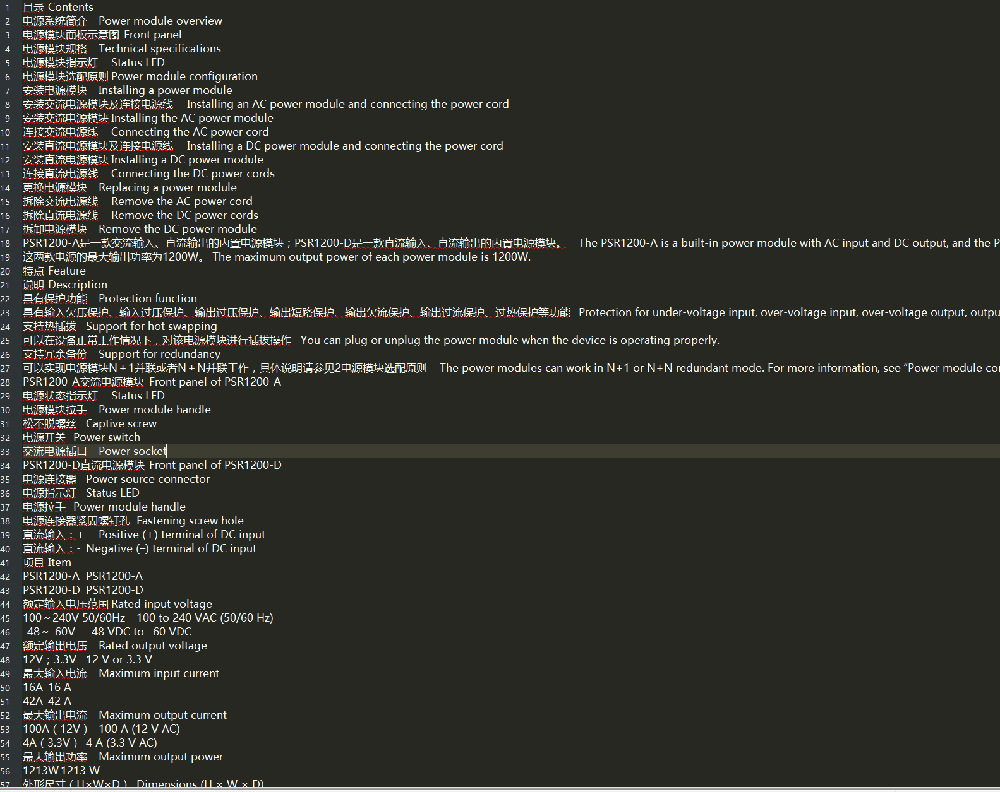 1 目录 Contents
2 电源系统简介 Power module overview
3 电源模块面板示意图 Front panel
4 电源模块规格 Technical specifications
5 电源模块指示灯 Status LED
6 电源模块选配原则 Power module configuration
7 安装电源模块 Installing a power module
8 安装交流电源模块及连接电源线 Installing an AC power module and connecting the power cord
9 安装交流电源模块 Installing the AC power module
10 连接交流电源线 Connecting the AC power cord
11 安装直流电源模块及连接电源线 Installing a DC power module and connecting the power cord
12 安装直流电源模块 Installing a DC power module
13 连接直流电源线 Connecting the DC power cords
14 更换电源模块 Replacing a power module
15 拆除交流电源线 Remove the AC power cord
16 拆除直流电源线 Remove the DC power cords
17 拆卸电源模块 Remove the DC power module
18 PSR1200-A是一款交流输入、直流输出的内置电源模块；PSR1200-D是一款直流输入、直流输出的内置电源模块。 The PSR1200-A is a built-in power module with AC input and DC output, and the P
19 这两款电源的最大输出功率为1200W。 The maximum output power of each power module is 1200W.
20 特点 Feature
21 说明 Description
22 具有保护功能 Protection function
23 具有输入欠压保护、输入过压保护、输出过压保护、输出短路保护、输出欠流保护、输出过流保护、过热保护等功能 Protection for under-voltage input, over-voltage input, over-voltage output, outpu
24 支持热插拔 Support for hot swapping
25 可以在设备正常工作情况下，对该电源模块进行插拔操作 You can plug or unplug the power module when the device is operating properly.
26 支持冗余备份 Support for redundancy
27 可以实现电源模块N＋1并联或者N＋N并联工作，具体说明请参见2电源模块选配原则 The power modules can work in N+1 or N+N redundant mode. For more information, see “Power module co
28 PSR1200-A交流电源模块 Front panel of PSR1200-A
29 电源状态指示灯 Status LED
30 电源模块拉手 Power module handle
31 松不脱螺丝 Captive screw
32 电源开关 Power switch
33 交流电源插口 Power socket
34 PSR1200-D直流电源模块 Front panel of PSR1200-D
35 电源连接器 Power source connector
36 电源指示灯 Status LED
37 电源拉手 Power module handle
38 电源连接器紧固螺钉孔 Fastening screw hole
39 直流输入：+ Positive (+) terminal of DC input
40 直流输入：- Negative (–) terminal of DC input
41 项目 Item
42 PSR1200-A PSR1200-A
43 PSR1200-D PSR1200-D
44 额定输入电压范围 Rated input voltage
45 100～240V 50/60Hz 100 to 240 VAC (50/60 Hz)
46 -48～-60V –48 VDC to –60 VDC
47 额定输出电压 Rated output voltage
48 12V；3.3V 12 V or 3.3 V
49 最大输入电流 Maximum input current
50 16A 16 A
51 42A 42 A
52 最大输出电流 Maximum output current
53 100A（12V） 100 A (12 V AC)
54 4A（3.3V） 4 A (3.3 V AC)
55 最大输出功率 Maximum output power
56 1213W 1213 W
57 外形尺寸（H×W×D） Dimensions (H × W × D)